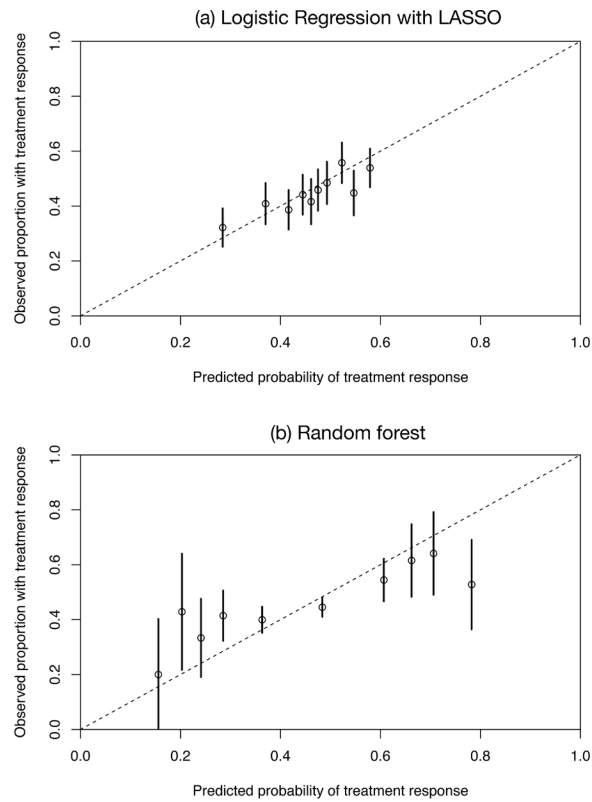 (a) Logistic Regression with LASSO
Observed proportion with treatment response
1.0
0.8
0.6
0.4
0.2
0.0
0.0 0.2 0.4 0.6 0.8 1.0
Predicted probability of treatment response
(b) Random forest
Observed proportion with treatment response
1.0
0.8
0.6
0.4
0.2
0.0
0.0 0.2 0.4 0.6 0.8 1.0
Predicted probability of treatment response